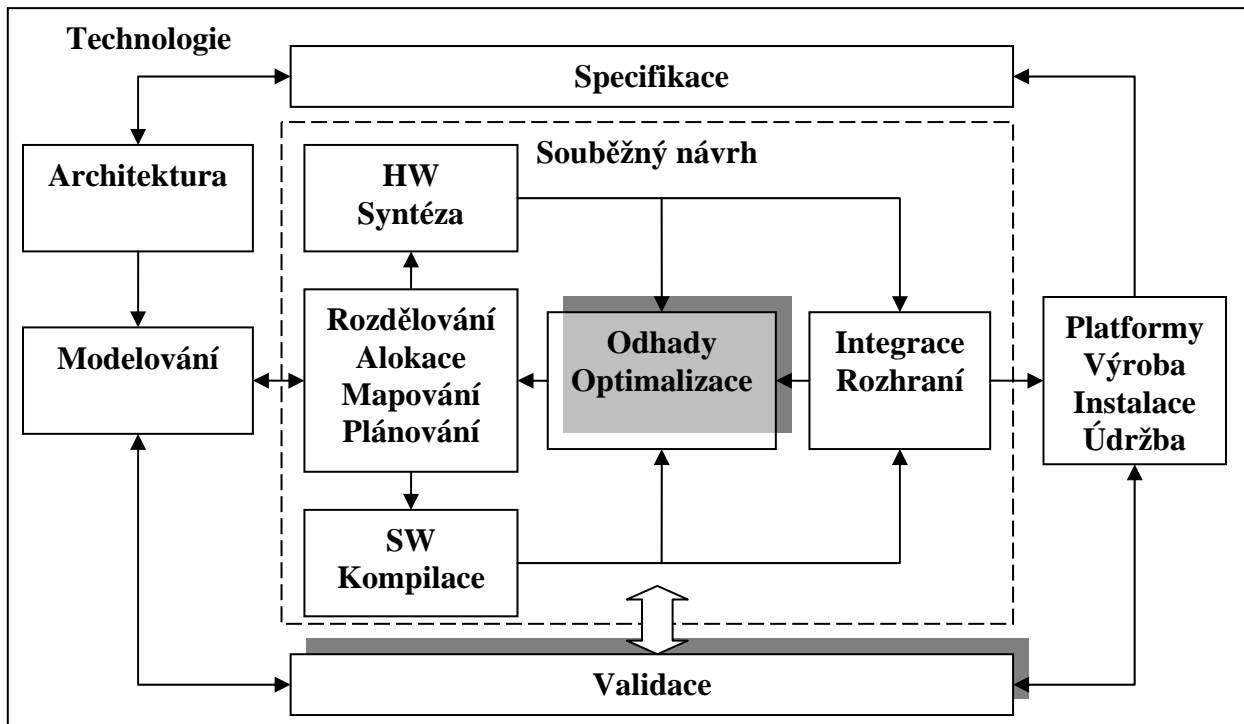 Technologie
Specifikace
Souběžný návrh
Architektura
HW
Syntéza
Modelování
Rozdělování
Alokace
Mapování
Plánování
Odhady
Optimalizace
Integrace
Rozhraní
Platformy
Výroba
Instalace
Údržba
SW
Kompilace
Validace